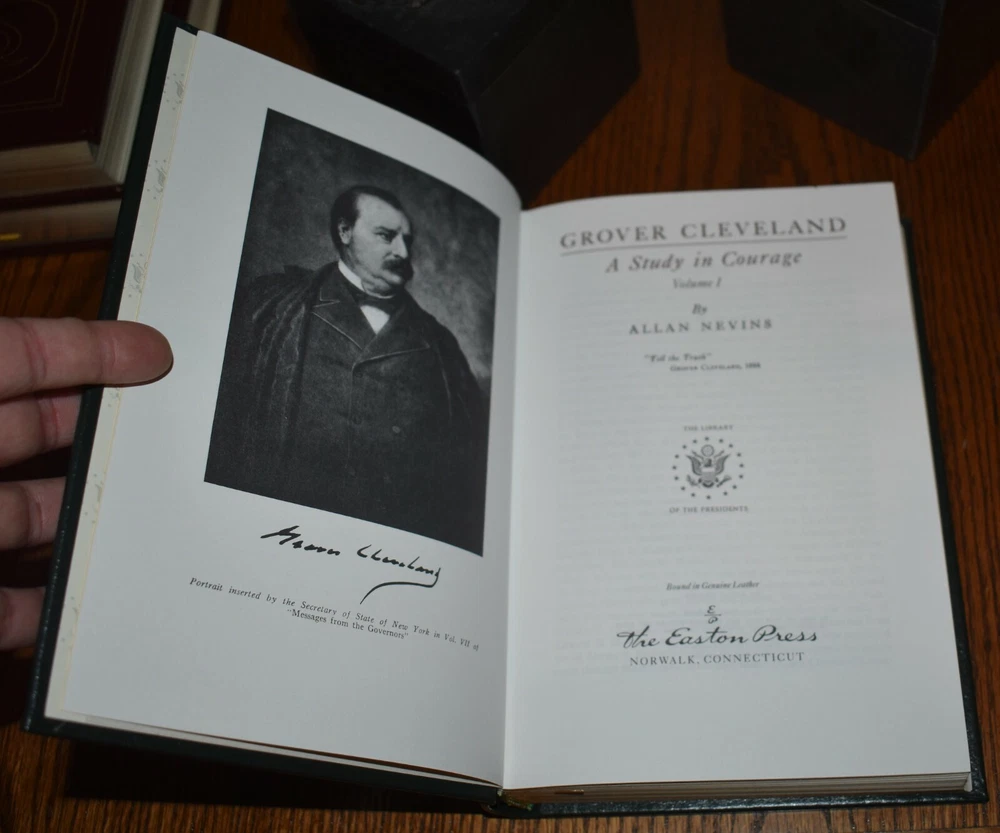 Grover Cleveland
Portrait inserted by the Secretary of State of New York in Vol. VII of
"Messages from the Governors"
GROVER CLEVELAND
A Study in Courage
Volume I
By
ALLAN NEVINS
"Tell the Truth"
GROVER CLEVELAND, 1884
THE LIBRARY
OF THE PRESIDENTS
Bound in Genuine Leather
The Easton Press
NORWALK, CONNECTICUT